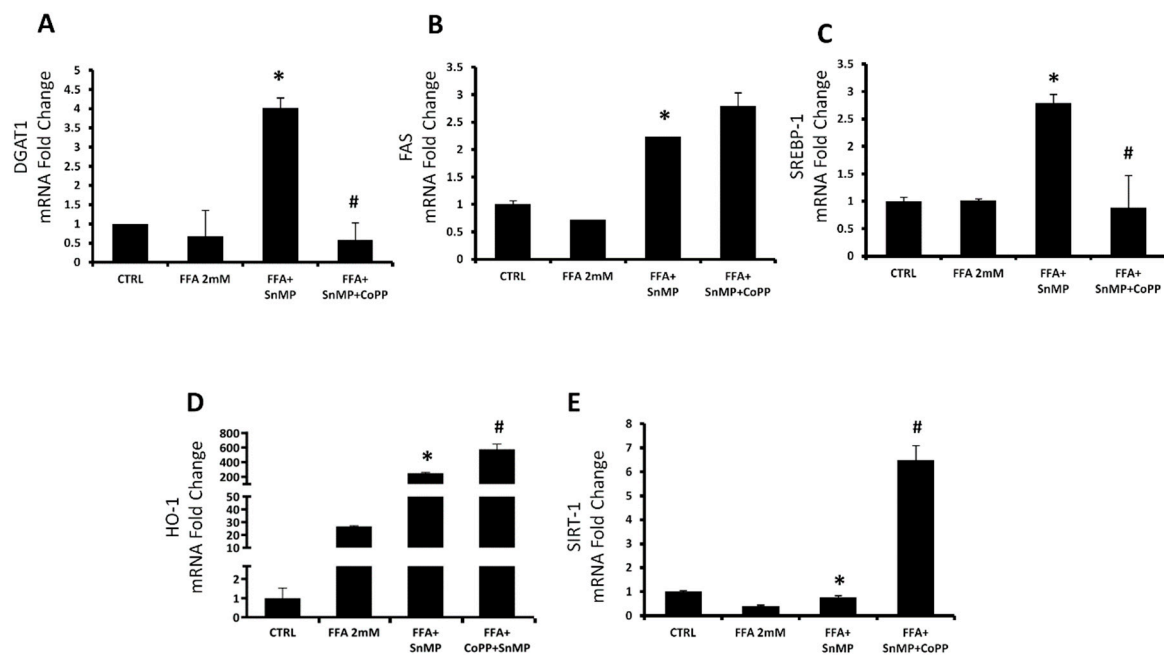 A
DGAT1
mRNA Fold Change
5
4.5
4
3.5
3
2.5
2
1.5
1
0.5
0
*
#
CTRL
FFA 2mM
FFA+
SnMP
FFA+
SnMP+CoPP
B
FAS
mRNA Fold Change
3.5
3
2.5
2
1.5
1
0.5
0
*
CTRL
FFA 2mM
FFA+
SnMP
FFA+
SnMP+CoPP
C
SREBP-1
mRNA Fold Change
3.5
3
2.5
2
1.5
1
0.5
0
*
#
CTRL
FFA 2mM
FFA+
SnMP
FFA+
SnMP+CoPP
D
HO-1
mRNA Fold Change
800
600
400
200
50
40
30
20
10
2
1
0
*
#
CTRL
FFA 2mM
FFA+
SnMP
FFA+
CoPP+SnMP
E
SIRT-1
mRNA Fold Change
8
7
6
5
4
3
2
1
0
*
#
CTRL
FFA 2mM
FFA+
SnMP
FFA+
SnMP+CoPP